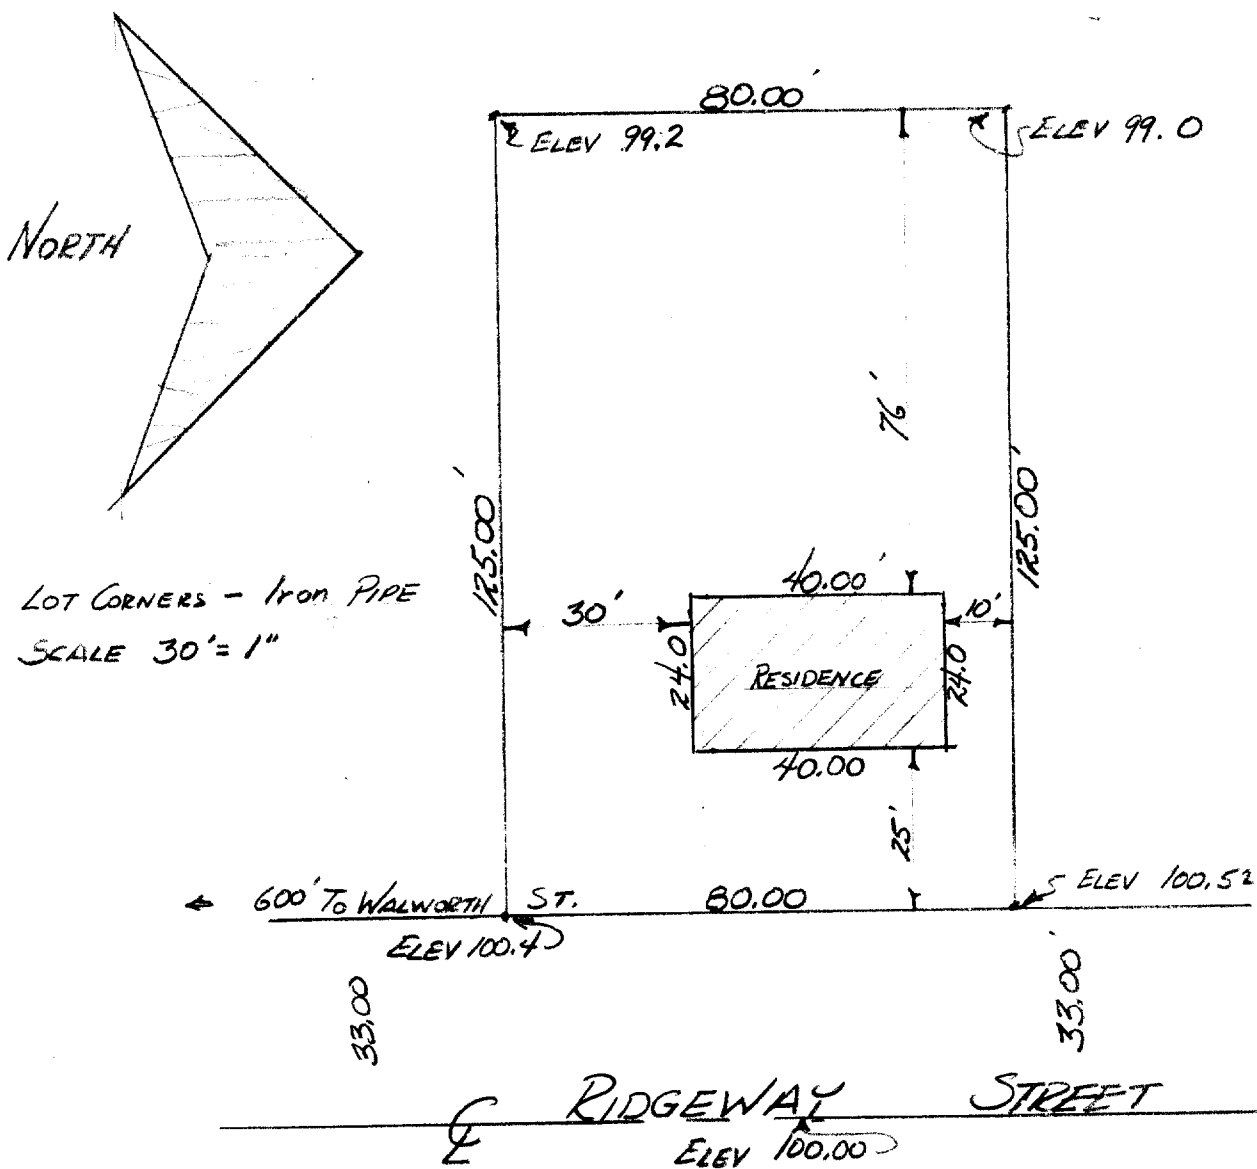 80.00'
ELEV 99.2
ELEV 99.0
NORTH
76'
125.00'
125.00'
LOT CORNERS - Iron PIPE
SCALE 30' = 1"
40.00'
30'
10'
24.0
RESIDENCE
24.0
40.00
25'
← 600' TO WALWORTH ST.
80.00
ELEV 100.52
ELEV 100.4
33.00
33.00'
℄ RIDGEWAY STREET
ELEV 100.00